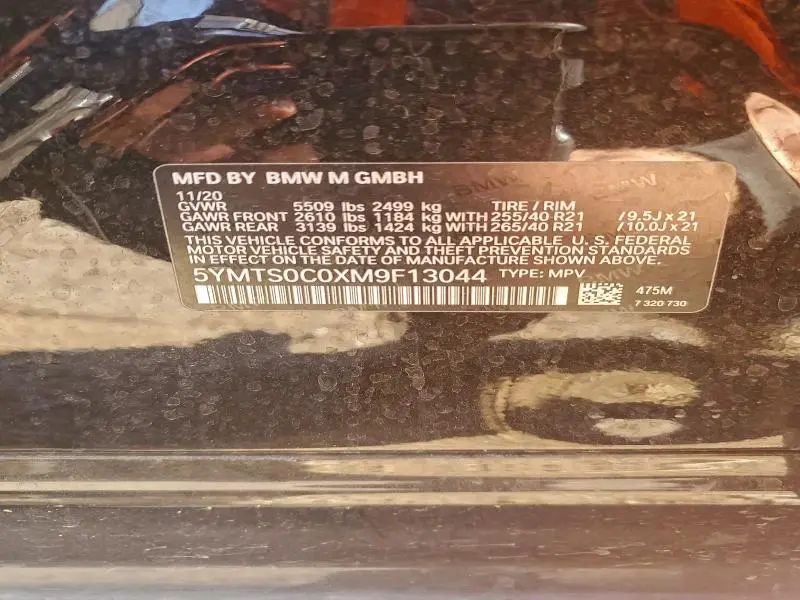 MFD BY BMW M GMBH
11/20
GVWR 5509 lbs 2499 kg TIRE / RIM
GAWR FRONT 2610 lbs 1184 kg WITH 255/40 R21 /9.5J x 21
GAWR REAR 3139 lbs 1424 kg WITH 265/40 R21 /10.0J x 21
THIS VEHICLE CONFORMS TO ALL APPLICABLE U. S. FEDERAL
MOTOR VEHICLE SAFETY AND THEFT PREVENTION STANDARDS
IN EFFECT ON THE DATE OF MANUFACTURE SHOWN ABOVE.
5YMTS0C0XM9F13044 TYPE: MPV
475M
7 320 730